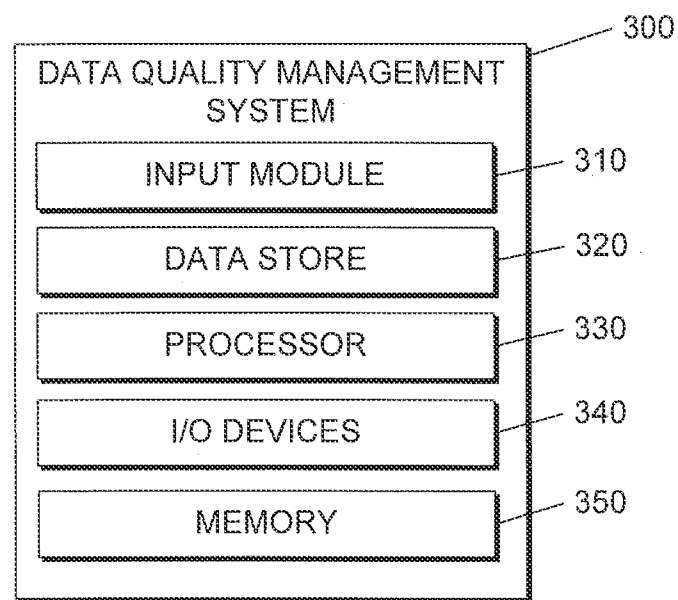 300
DATA QUALITY MANAGEMENT
SYSTEM
INPUT MODULE
310
DATA STORE
320
PROCESSOR
330
I/O DEVICES
340
MEMORY
350